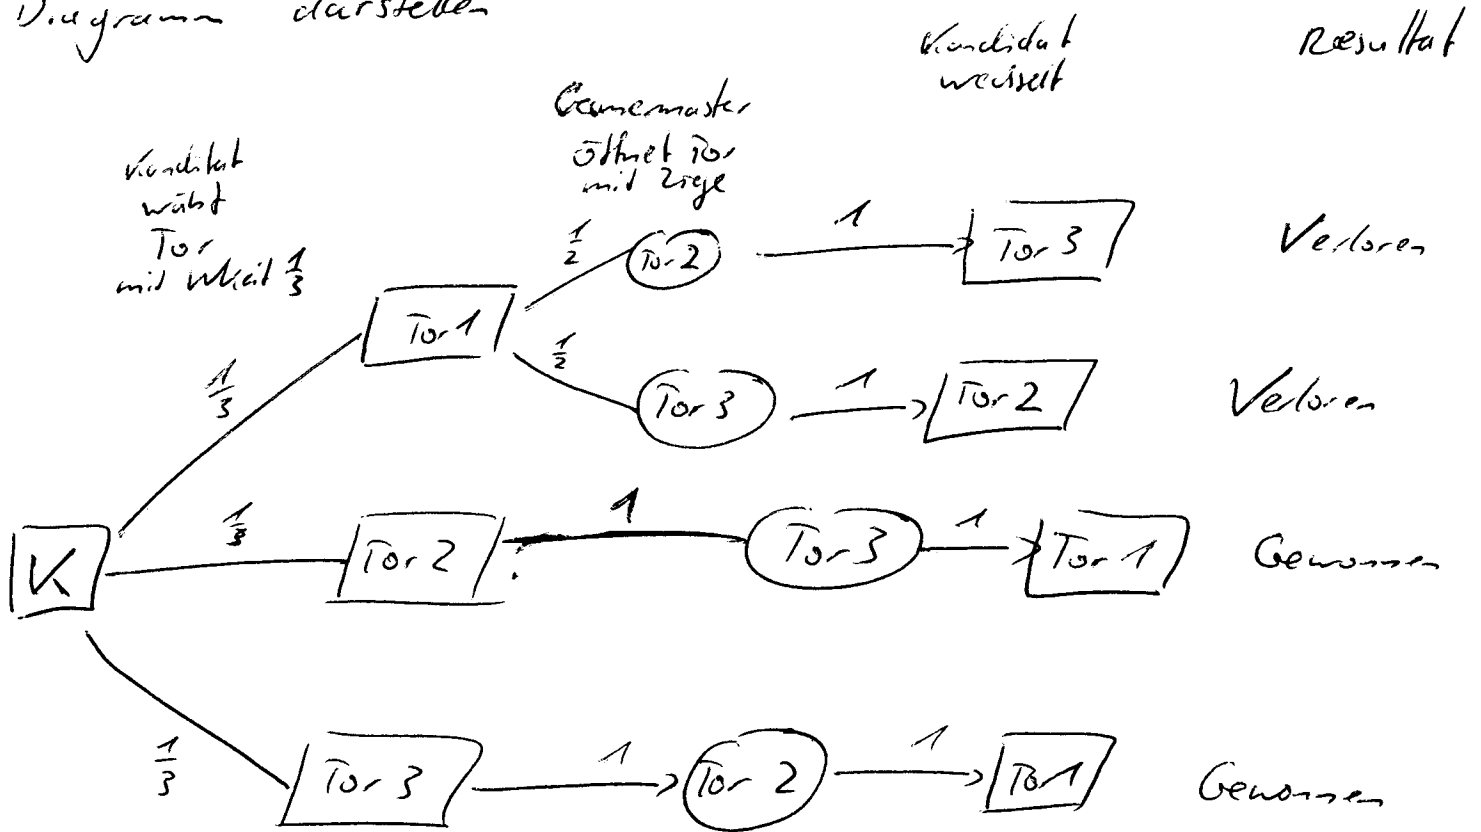 Diagramm darstellen
Kandidat
wechselt
Resultat
Gamemaster
öffnet Tor
mit Ziege
Kandidat
wählt
Tor
mit Wkeit 1/3
1/3
Tor 1
1/2
Tor 2
1
Tor 3
Verloren
1/2
Tor 3
1
Tor 2
Verloren
K
1/3
Tor 2
1
Tor 3
1
Tor 1
Gewonnen
1/3
Tor 3
1
Tor 2
1
Tor 1
Gewonnen